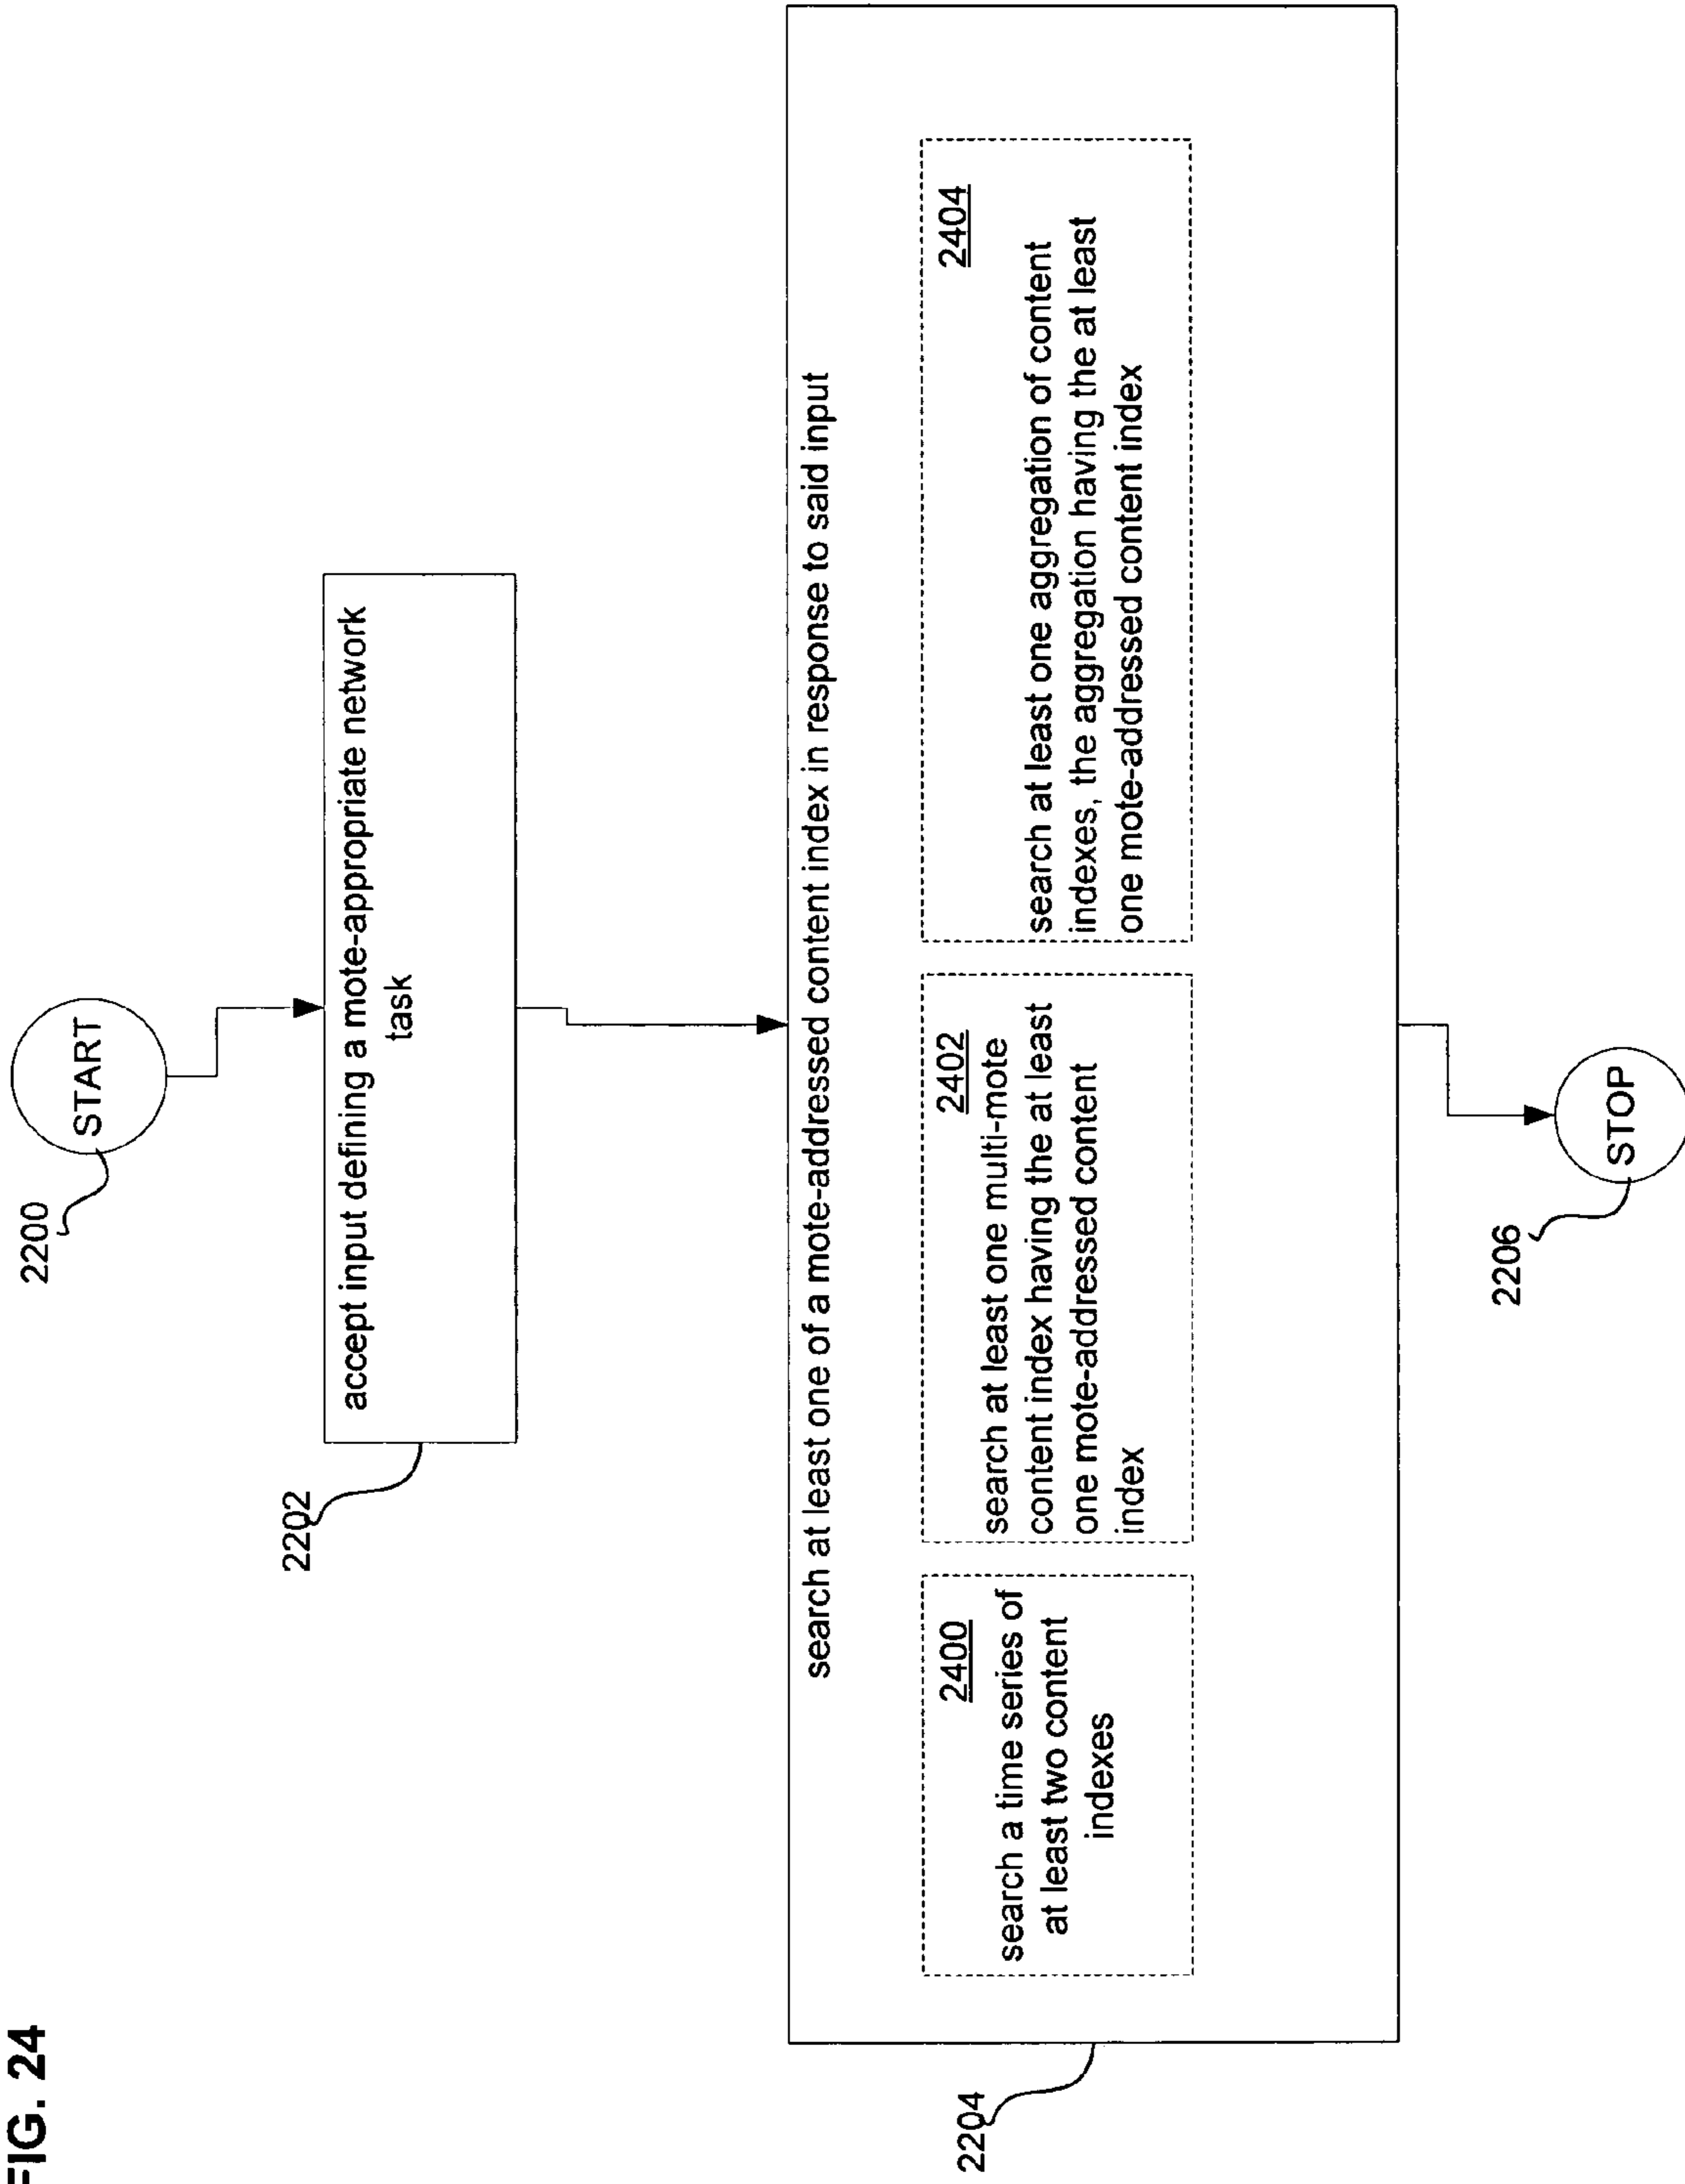 FIG. 24
2200
START
2202
accept input defining a mote-appropriate network
task
2204
search at least one of a mote-addressed content index in response to said input
2400
search a time series of
at least two content
indexes
2402
search at least one multi-mote
content index having the at least
one mote-addressed content
index
2404
search at least one aggregation of content
indexes, the aggregation having the at least
one mote-addressed content index
2206
STOP